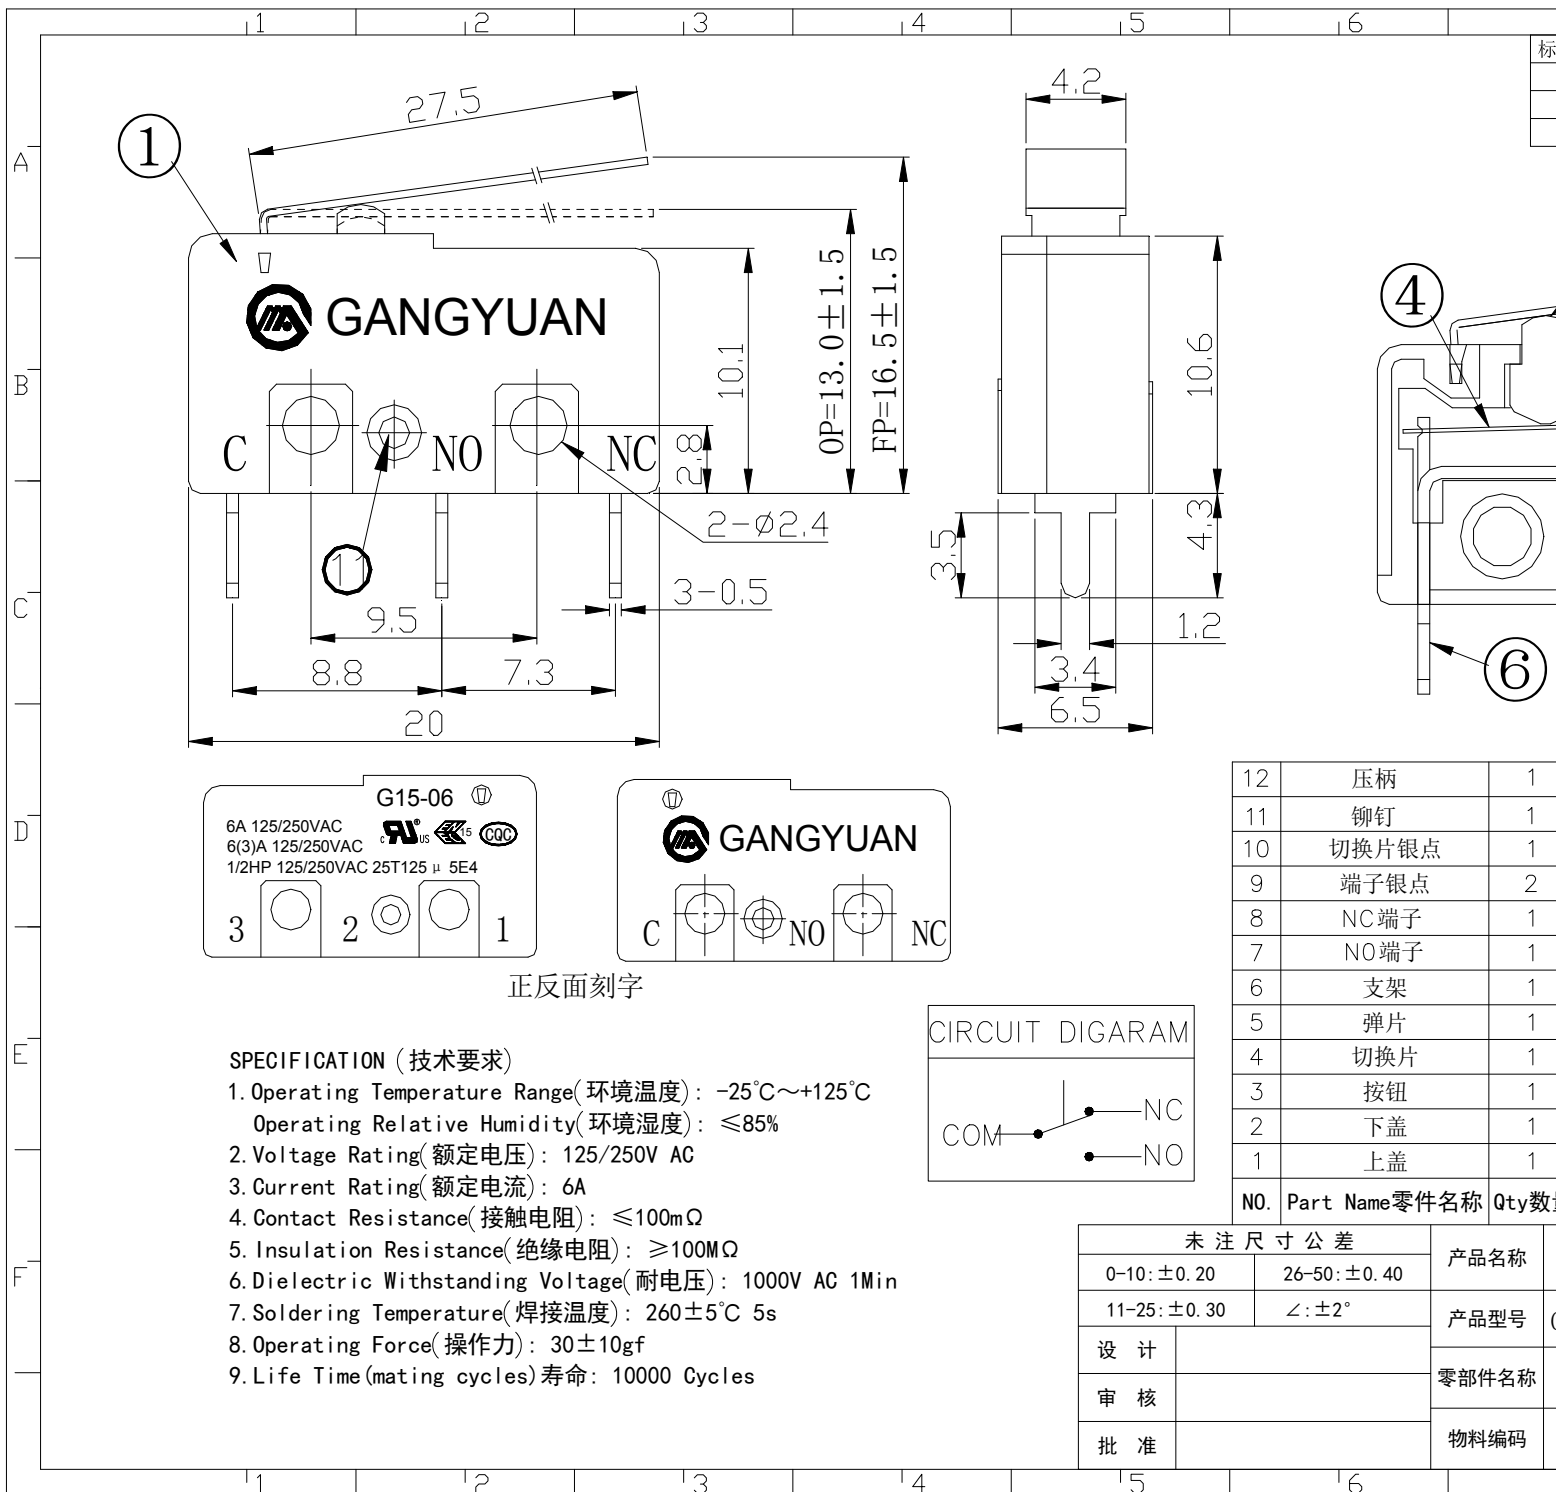 1 2 3 4 5 6
A
B
C
D
E
F
标
27.5
①
4.2
GANGYUAN
C
NO
NC
10.1
2.8
OP=13.0±1.5
FP=16.5±1.5
10.6
④
2-Ø2.4
3-0.5
11
9.5
8.8
7.3
20
3.5
4.3
1.2
3.4
6.5
⑥
G15-06
6A 125/250VAC
6(3)A 125/250VAC
1/2HP 125/250VAC 25T125 μ 5E4
c RU US 15 CQC
3 2 1
GANGYUAN
C NO NC
正反面刻字
CIRCUIT DIGARAM
COM
NC
NO
SPECIFICATION (技术要求)
1.Operating Temperature Range(环境温度): -25℃～+125℃
Operating Relative Humidity(环境湿度): ≤85%
2.Voltage Rating(额定电压): 125/250V AC
3.Current Rating(额定电流): 6A
4.Contact Resistance(接触电阻): ≤100mΩ
5.Insulation Resistance(绝缘电阻): ≥100MΩ
6.Dielectric Withstanding Voltage(耐电压): 1000V AC 1Min
7.Soldering Temperature(焊接温度): 260±5℃ 5s
8.Operating Force(操作力): 30±10gf
9.Life Time(mating cycles)寿命: 10000 Cycles
12 压柄 1
11 铆钉 1
10 切换片银点 1
9 端子银点 2
8 NC端子 1
7 NO端子 1
6 支架 1
5 弹片 1
4 切换片 1
3 按钮 1
2 下盖 1
1 上盖 1
NO. Part Name零件名称 Qty数
未注尺寸公差
0-10:±0.20 26-50:±0.40
11-25:±0.30 ∠:±2°
设 计
审 核
批 准
产品名称
产品型号
零部件名称
物料编码
1 2 3 4 5 6